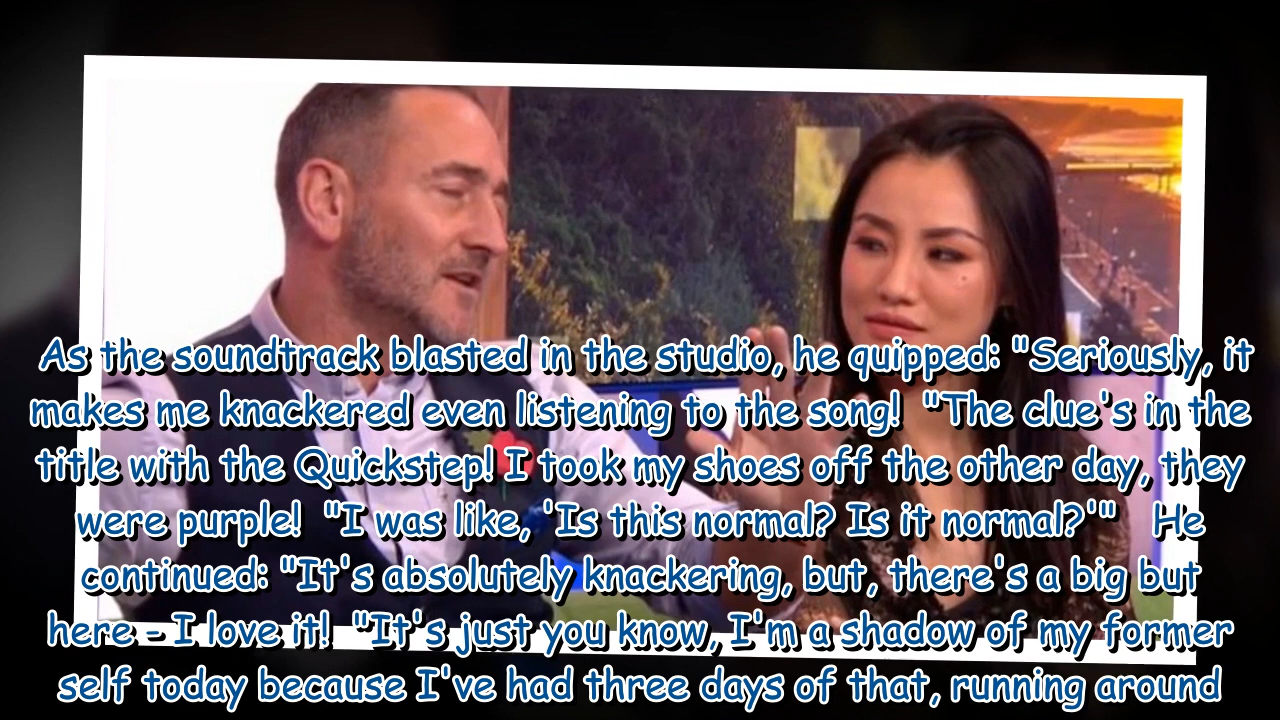 As the soundtrack blasted in the studio, he quipped: "Seriously, it
makes me knackered even listening to the song!  "The clue's in the
title with the Quickstep! I took my shoes off the other day, they
were purple!  "I was like, 'Is this normal? Is it normal?'"   He
continued: "It's absolutely knackering, but, there's a big but
here - I love it!  "It's just you know, I'm a shadow of my former
self today because I've had three days of that, running around